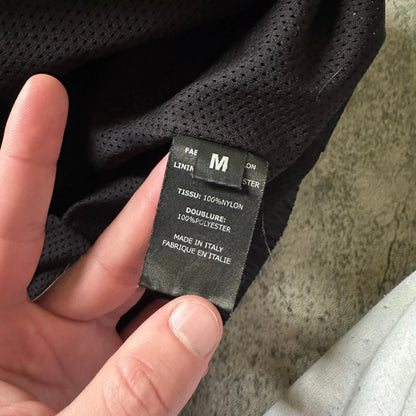 M
TISSU: 100%NYLON
DOUBLURE:
100%POLYESTER
MADE IN ITALY
FABRIQUE EN ITALIE